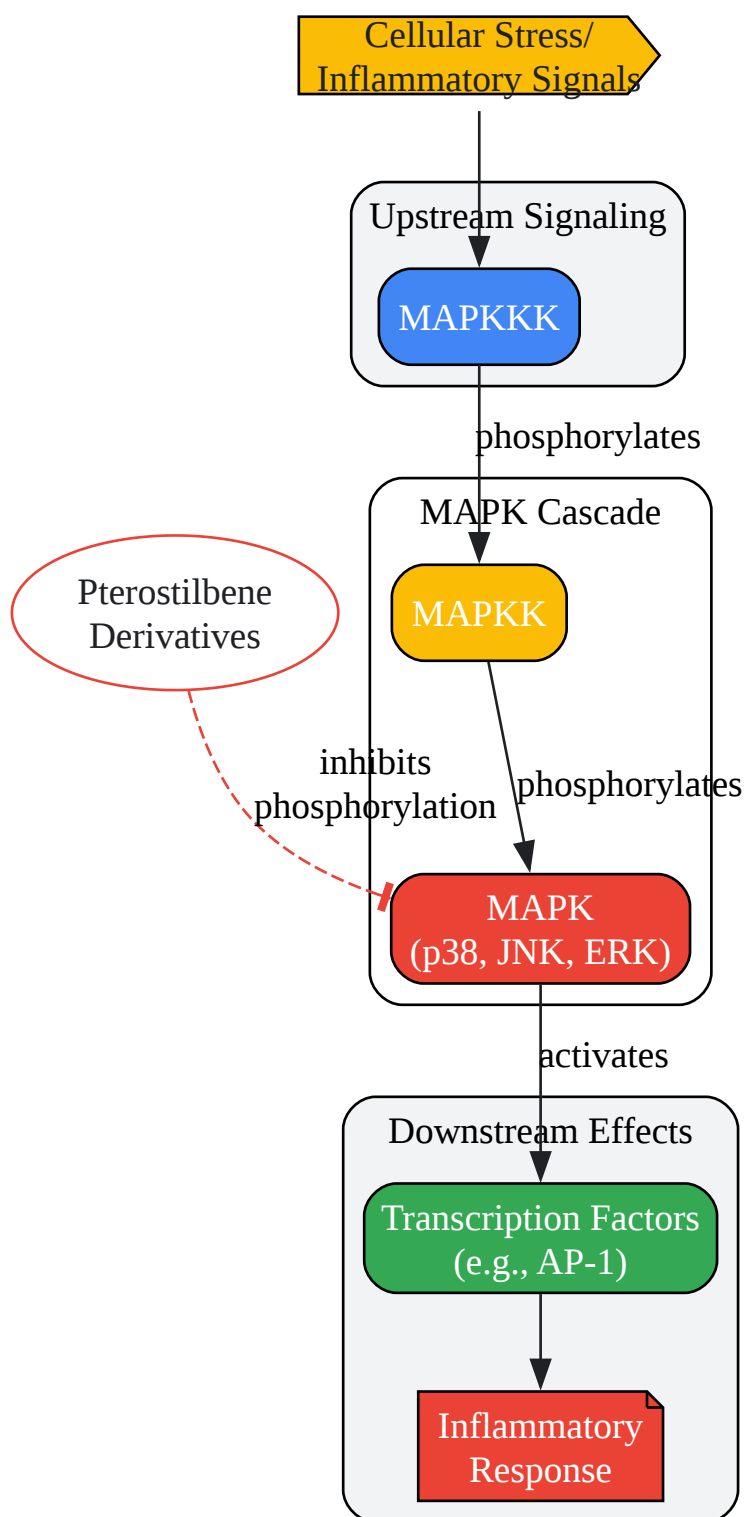 Cellular Stress/
Inflammatory Signals
Upstream Signaling
MAPKKK
phosphorylates
MAPK Cascade
MAPKK
Pterostilbene
Derivatives
inhibits
phosphorylation
phosphorylates
MAPK
(p38, JNK, ERK)
activates
Downstream Effects
Transcription Factors
(e.g., AP-1)
Inflammatory
Response